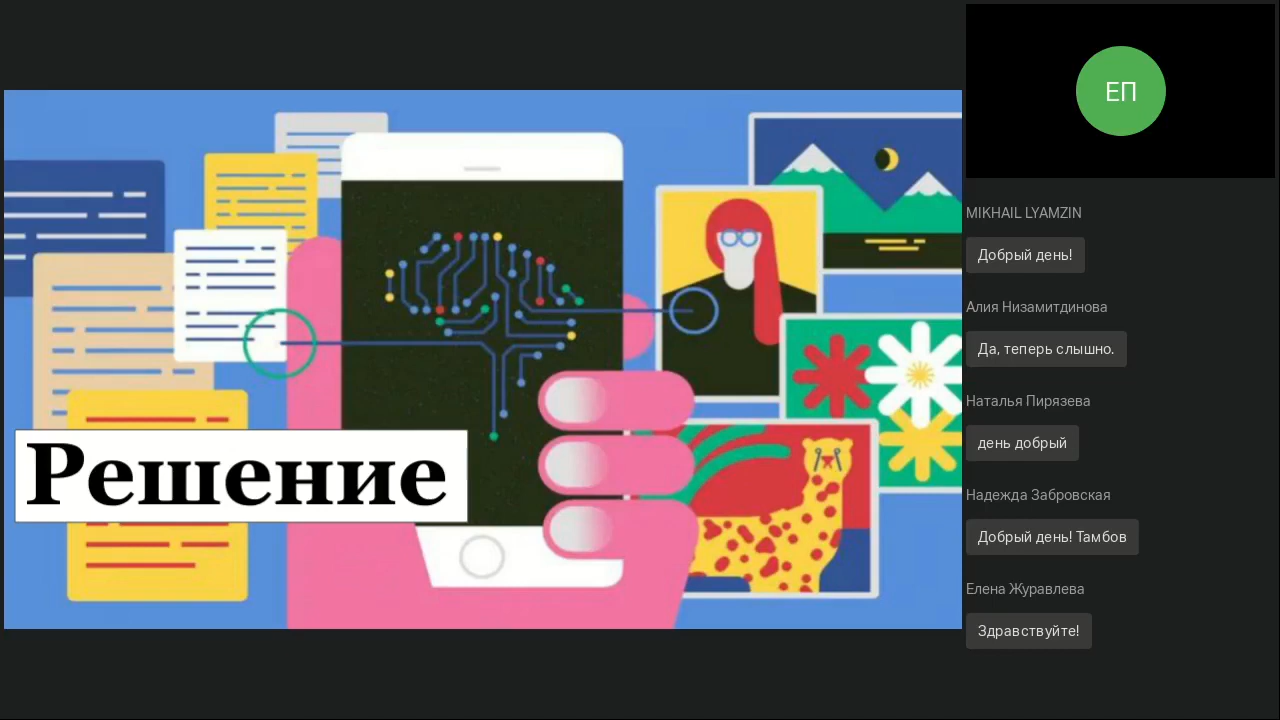 Решение
ЕП
MIKHAIL LYAMZIN
Добрый день!
Алия Низамитдинова
Да, теперь слышно.
Наталья Пирязева
день добрый
Надежда Забровская
Добрый день! Тамбов
Елена Журавлева
Здравствуйте!